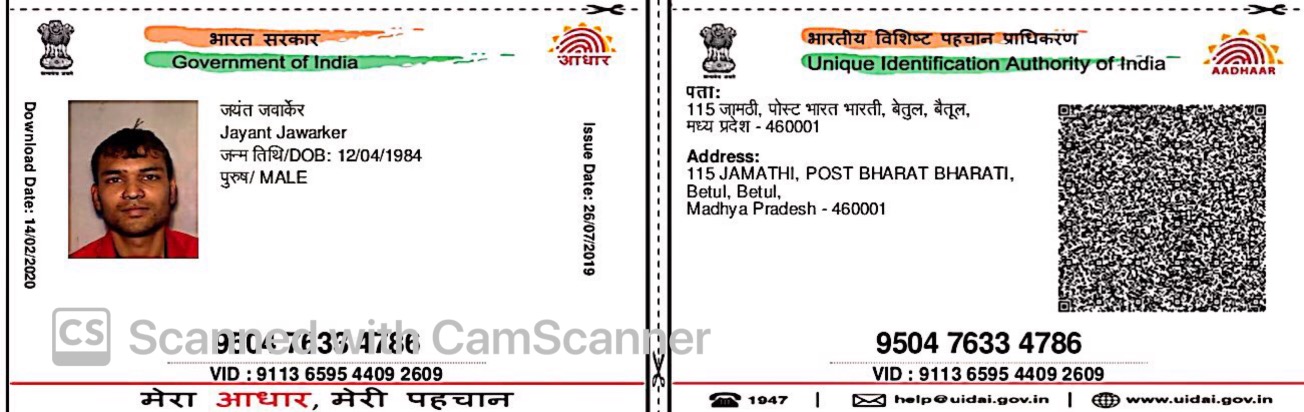 भारत सरकार
Government of India
आधार
Download Date: 14/02/2020
जयंत जवार्केर
Jayant Jawarker
जन्म तिथि/DOB: 12/04/1984
पुरुष/ MALE
Issue Date: 26/07/2019
9504 7633 4786
VID : 9113 6595 4409 2609
मेरा आधार, मेरी पहचान
CS Scanned with CamScanner
भारतीय विशिष्ट पहचान प्राधिकरण
Unique Identification Authority of India
AADHAAR
पता:
115 जामठी, पोस्ट भारत भारती, बेतुल, बैतूल,
मध्य प्रदेश - 460001
Address:
115 JAMATHI, POST BHARAT BHARATI,
Betul, Betul,
Madhya Pradesh - 460001
9504 7633 4786
VID : 9113 6595 4409 2609
1947 | help@uidai.gov.in | www.uidai.gov.in